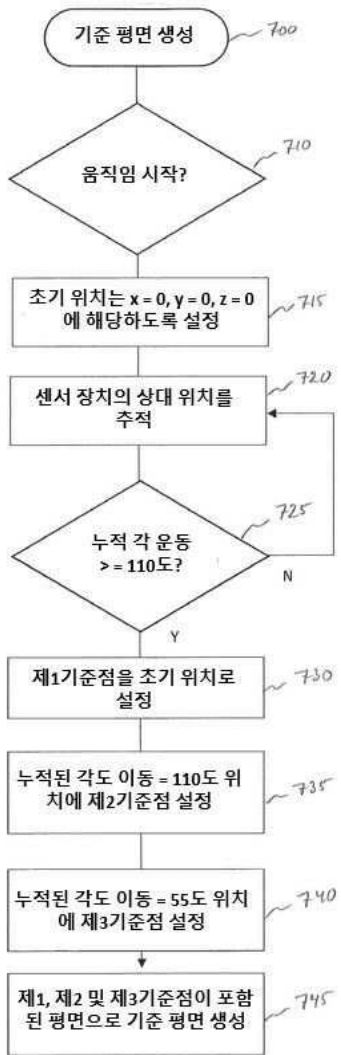 기준 평면 생성
700
움직임 시작?
710
초기 위치는 x = 0, y = 0, z = 0
에 해당하도록 설정
715
센서 장치의 상대 위치를
추적
720
누적 각 운동
> = 110도?
725
N
Y
제1기준점을 초기 위치로
설정
730
누적된 각도 이동 = 110도 위
치에 제2기준점 설정
735
누적된 각도 이동 = 55도 위치
에 제3기준점 설정
740
제1, 제2 및 제3기준점이 포함
된 평면으로 기준 평면 생성
745